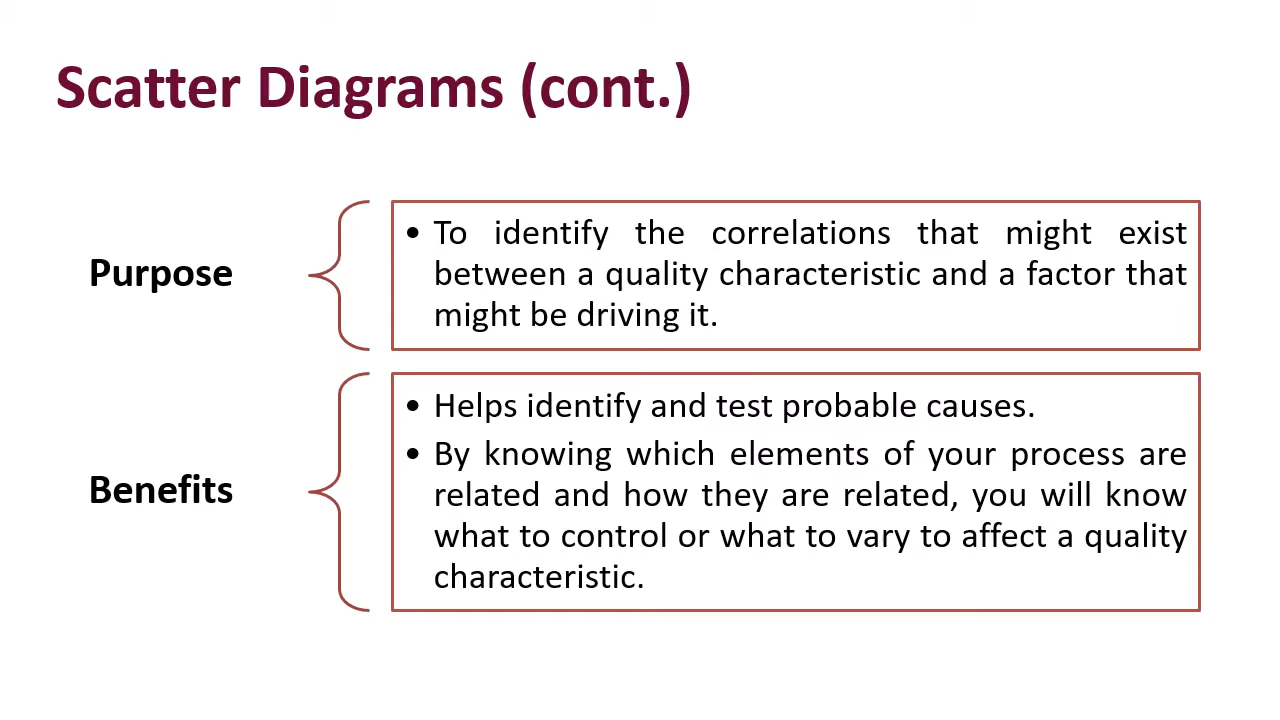 Scatter Diagrams (cont.)
Purpose
• To identify the correlations that might exist
between a quality characteristic and a factor that
might be driving it.
Benefits
• Helps identify and test probable causes.
• By knowing which elements of your process are
related and how they are related, you will know
what to control or what to vary to affect a quality
characteristic.